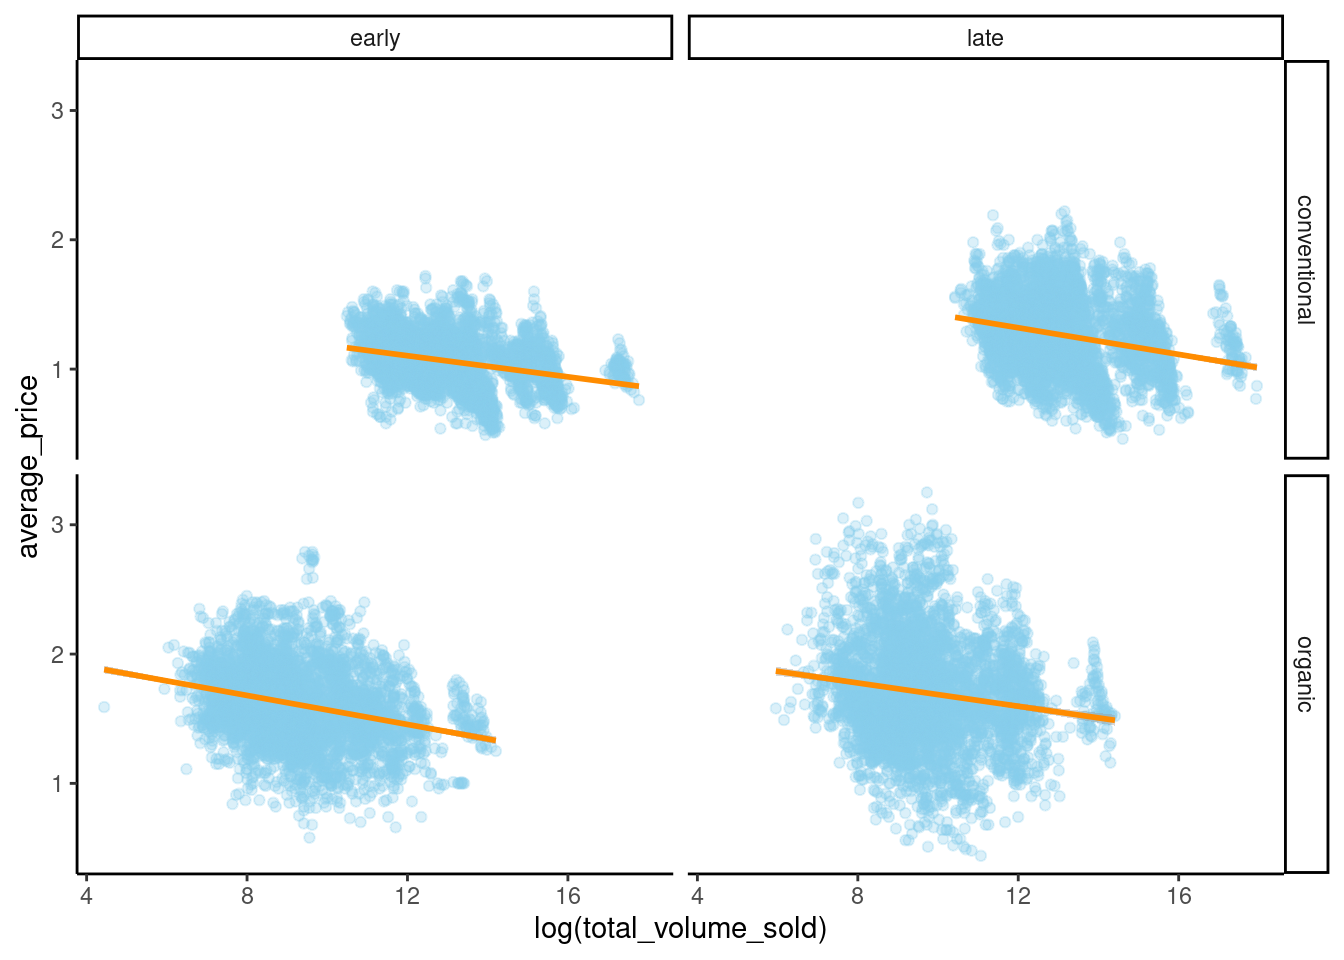 early
late
3
2
1
conventional
average_price
3
2
1
organic
4
8
12
16
4
8
12
16
log(total_volume_sold)